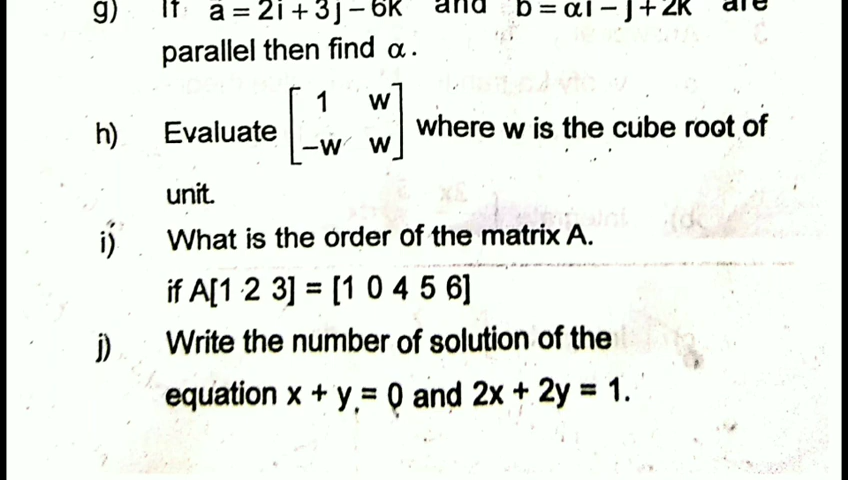 g) If a = 2i + 3j – 6k and b = αi – j + 2k are
parallel then find α.
h) Evaluate [1 w; –w w] where w is the cube root of
unit.
i) What is the order of the matrix A.
if A[1 2 3] = [1 0 4 5 6]
j) Write the number of solution of the
equation x + y = 0 and 2x + 2y = 1.